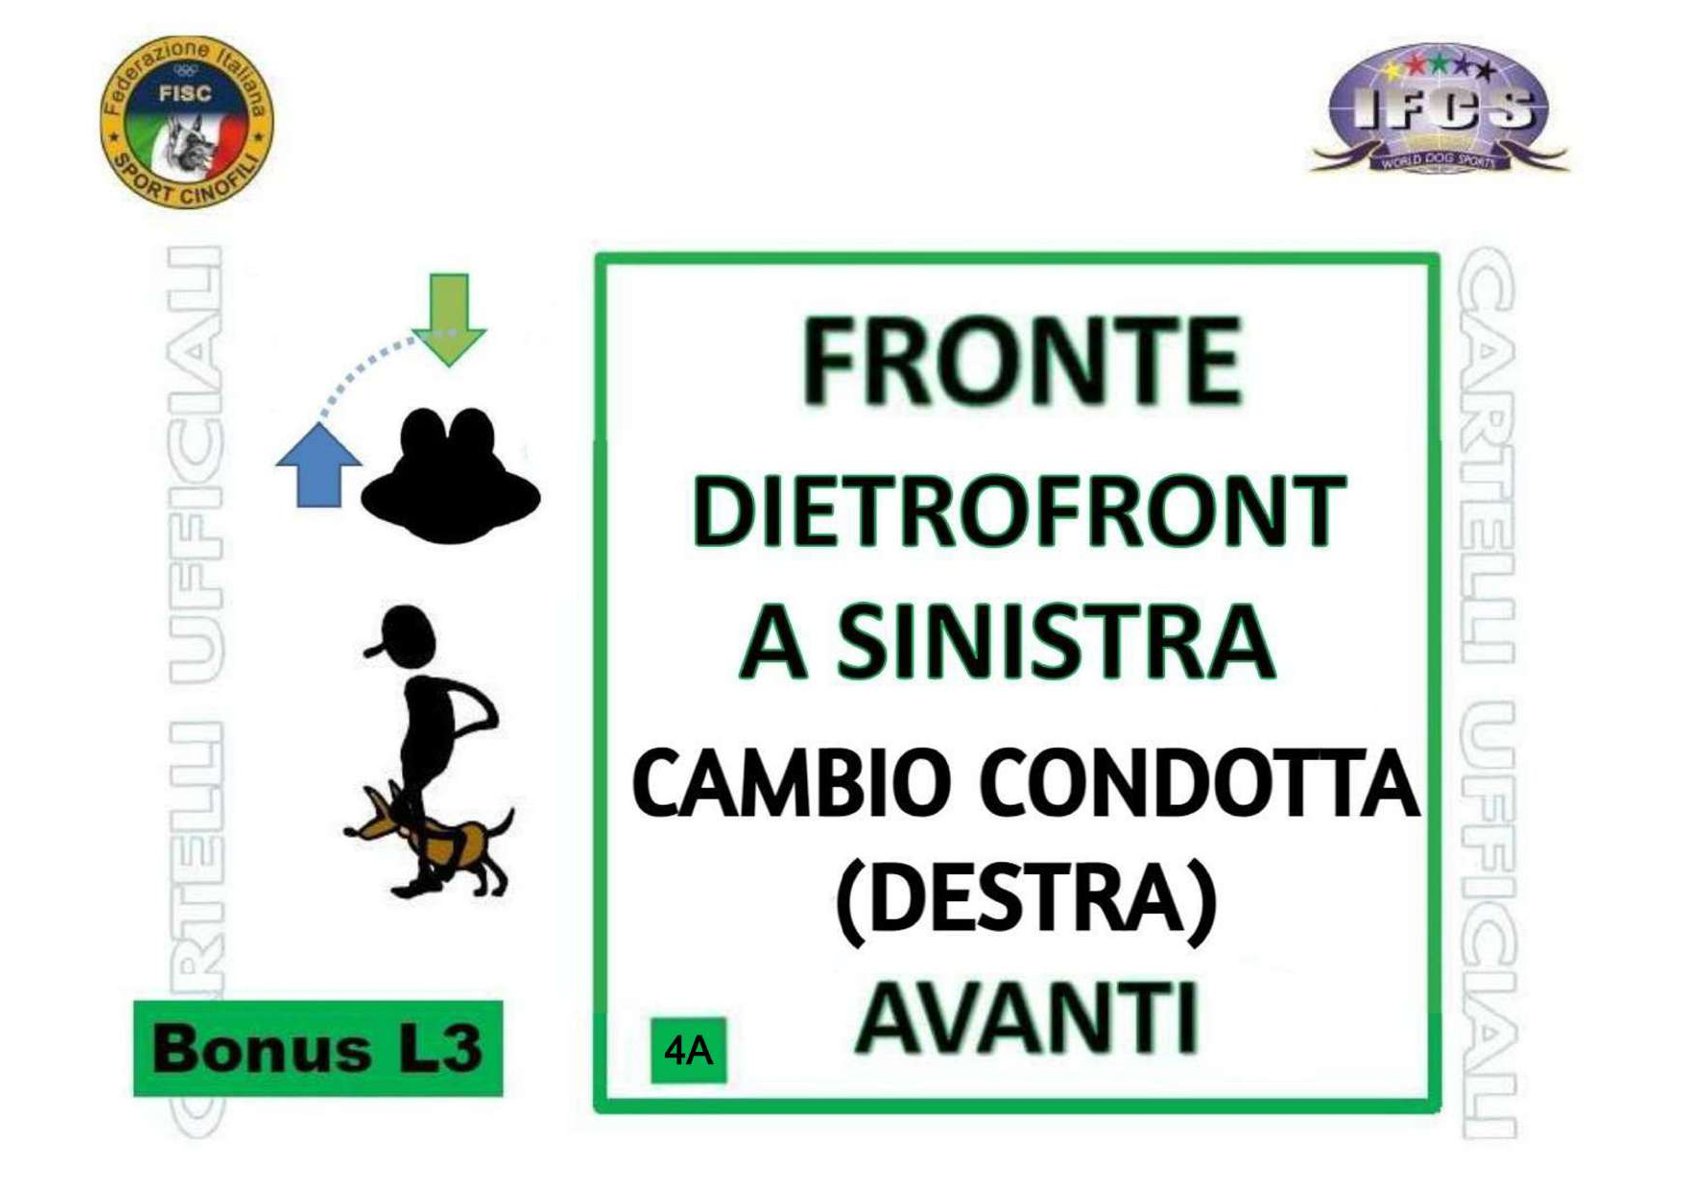 Federazione Italiana
FISC
SPORT CINOFILI
IFCS
WORLD DOG SPORTS
CARTELLI UFFICIALI
CARTELLI UFFICIALI
FRONTE
DIETROFRONT
A SINISTRA
CAMBIO CONDOTTA
(DESTRA)
AVANTI
4A
Bonus L3